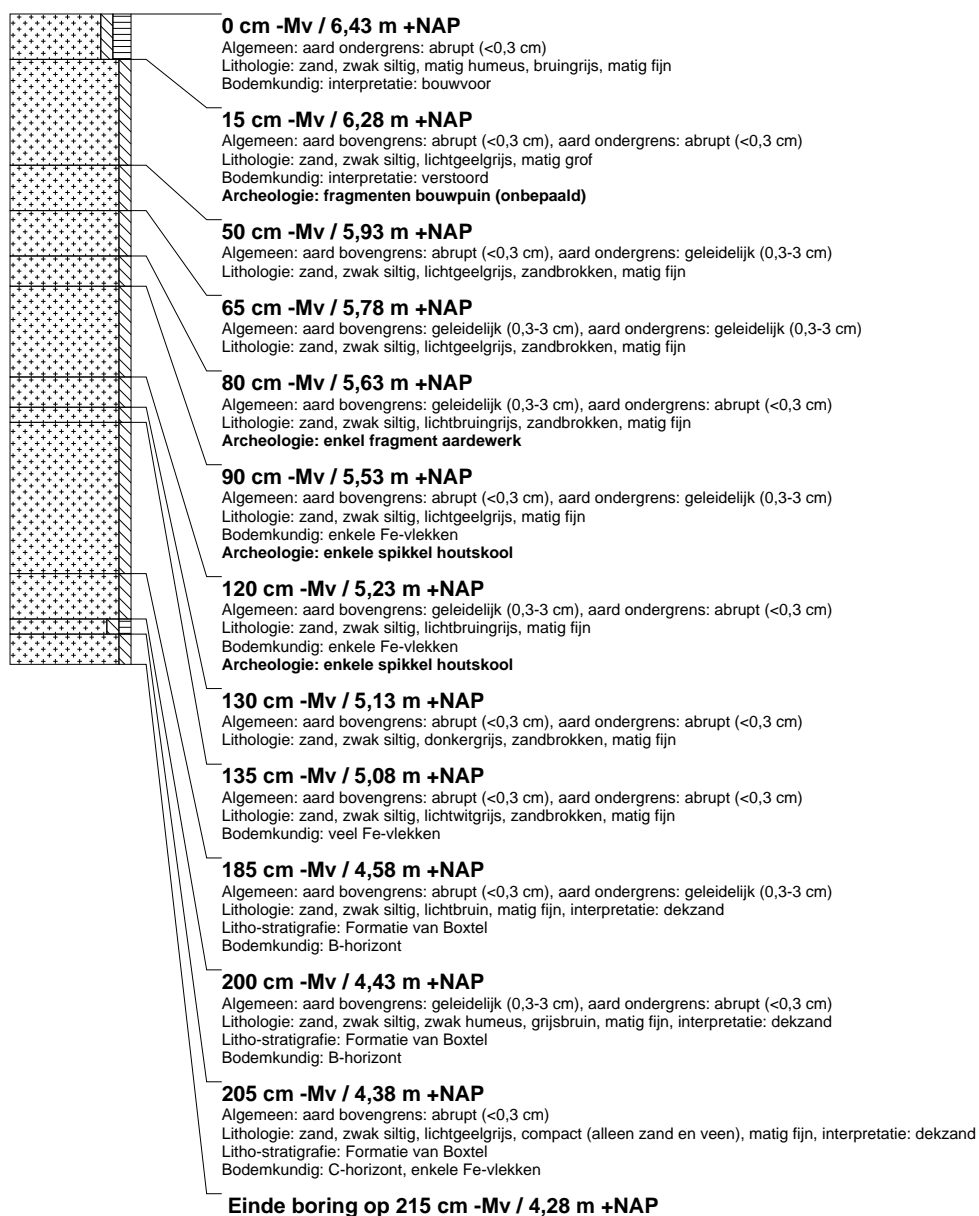 0 cm -Mv / 6,43 m +NAP
Algemeen: aard ondergrens: abrupt (<0,3 cm)
Lithologie: zand, zwak siltig, matig humeus, bruingrijs, matig fijn
Bodemkundig: interpretatie: bouwvoor
15 cm -Mv / 6,28 m +NAP
Algemeen: aard bovengrens: abrupt (<0,3 cm), aard ondergrens: abrupt (<0,3 cm)
Lithologie: zand, zwak siltig, lichtgeelgrijs, matig grof
Bodemkundig: interpretatie: verstoord
Archeologie: fragmenten bouwpuin (onbepaald)
50 cm -Mv / 5,93 m +NAP
Algemeen: aard bovengrens: abrupt (<0,3 cm), aard ondergrens: geleidelijk (0,3-3 cm)
Lithologie: zand, zwak siltig, lichtgeelgrijs, zandbrokken, matig fijn
65 cm -Mv / 5,78 m +NAP
Algemeen: aard bovengrens: geleidelijk (0,3-3 cm), aard ondergrens: geleidelijk (0,3-3 cm)
Lithologie: zand, zwak siltig, lichtgeelgrijs, zandbrokken, matig fijn
80 cm -Mv / 5,63 m +NAP
Algemeen: aard bovengrens: geleidelijk (0,3-3 cm), aard ondergrens: abrupt (<0,3 cm)
Lithologie: zand, zwak siltig, lichtbruingrijs, zandbrokken, matig fijn
Archeologie: enkel fragment aardewerk
90 cm -Mv / 5,53 m +NAP
Algemeen: aard bovengrens: abrupt (<0,3 cm), aard ondergrens: geleidelijk (0,3-3 cm)
Lithologie: zand, zwak siltig, lichtgeelgrijs, matig fijn
Bodemkundig: enkele Fe-vlekken
Archeologie: enkele spikkel houtskool
120 cm -Mv / 5,23 m +NAP
Algemeen: aard bovengrens: geleidelijk (0,3-3 cm), aard ondergrens: abrupt (<0,3 cm)
Lithologie: zand, zwak siltig, lichtbruingrijs, matig fijn
Bodemkundig: enkele Fe-vlekken
Archeologie: enkele spikkel houtskool
130 cm -Mv / 5,13 m +NAP
Algemeen: aard bovengrens: abrupt (<0,3 cm), aard ondergrens: abrupt (<0,3 cm)
Lithologie: zand, zwak siltig, donkergrijs, zandbrokken, matig fijn
135 cm -Mv / 5,08 m +NAP
Algemeen: aard bovengrens: abrupt (<0,3 cm), aard ondergrens: abrupt (<0,3 cm)
Lithologie: zand, zwak siltig, lichtwitgrijs, zandbrokken, matig fijn
Bodemkundig: veel Fe-vlekken
185 cm -Mv / 4,58 m +NAP
Algemeen: aard bovengrens: abrupt (<0,3 cm), aard ondergrens: geleidelijk (0,3-3 cm)
Lithologie: zand, zwak siltig, lichtbruin, matig fijn, interpretatie: dekzand
Litho-stratigrafie: Formatie van Boxtel
Bodemkundig: B-horizont
200 cm -Mv / 4,43 m +NAP
Algemeen: aard bovengrens: geleidelijk (0,3-3 cm), aard ondergrens: abrupt (<0,3 cm)
Lithologie: zand, zwak siltig, zwak humeus, grijsbruin, matig fijn, interpretatie: dekzand
Litho-stratigrafie: Formatie van Boxtel
Bodemkundig: B-horizont
205 cm -Mv / 4,38 m +NAP
Algemeen: aard bovengrens: abrupt (<0,3 cm)
Lithologie: zand, zwak siltig, lichtgeelgrijs, compact (alleen zand en veen), matig fijn, interpretatie: dekzand
Litho-stratigrafie: Formatie van Boxtel
Bodemkundig: C-horizont, enkele Fe-vlekken
Einde boring op 215 cm -Mv / 4,28 m +NAP